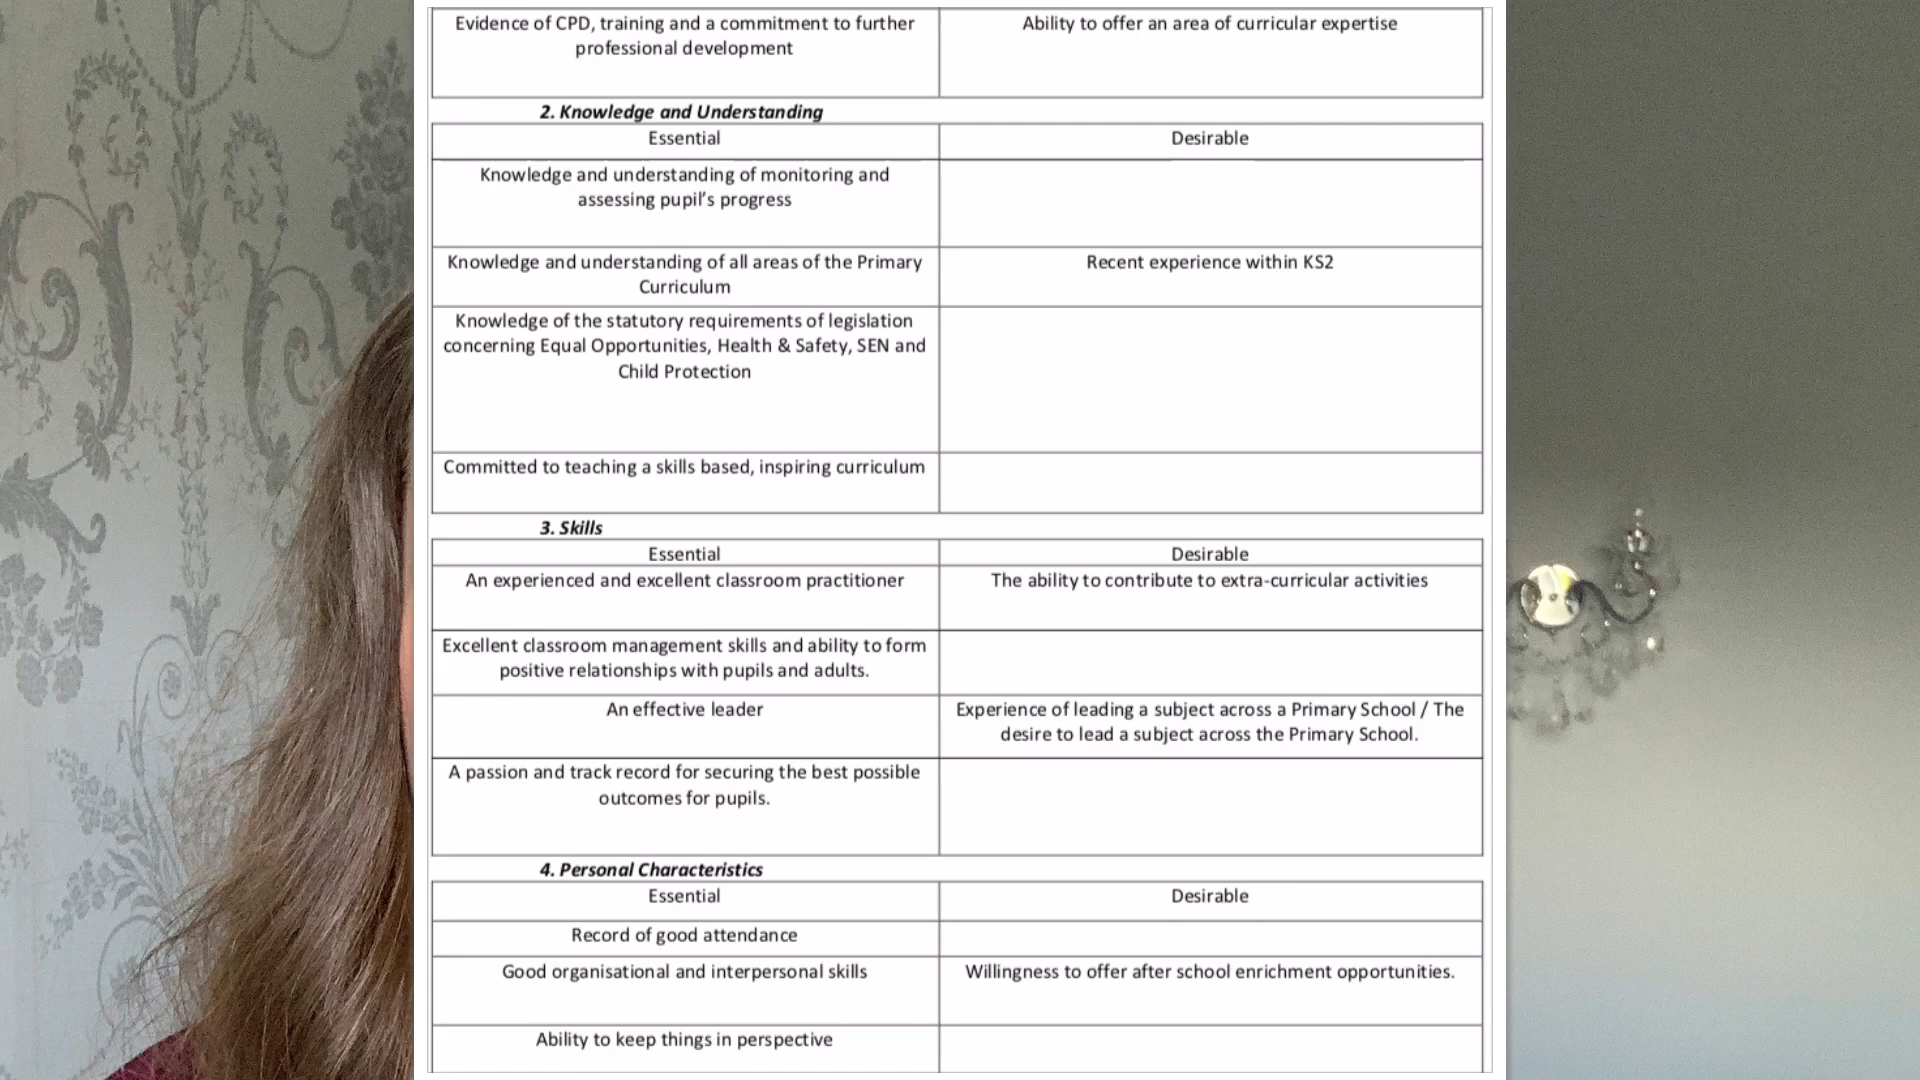 Evidence of CPD, training and a commitment to further
professional development
Ability to offer an area of curricular expertise
2. Knowledge and Understanding
Essential
Desirable
Knowledge and understanding of monitoring and
assessing pupil's progress
Knowledge and understanding of all areas of the Primary
Curriculum
Recent experience within KS2
Knowledge of the statutory requirements of legislation
concerning Equal Opportunities, Health & Safety, SEN and
Child Protection
Committed to teaching a skills based, inspiring curriculum
3. Skills
Essential
Desirable
An experienced and excellent classroom practitioner
The ability to contribute to extra-curricular activities
Excellent classroom management skills and ability to form
positive relationships with pupils and adults.
An effective leader
Experience of leading a subject across a Primary School / The
desire to lead a subject across the Primary School.
A passion and track record for securing the best possible
outcomes for pupils.
4. Personal Characteristics
Essential
Desirable
Record of good attendance
Good organisational and interpersonal skills
Willingness to offer after school enrichment opportunities.
Ability to keep things in perspective